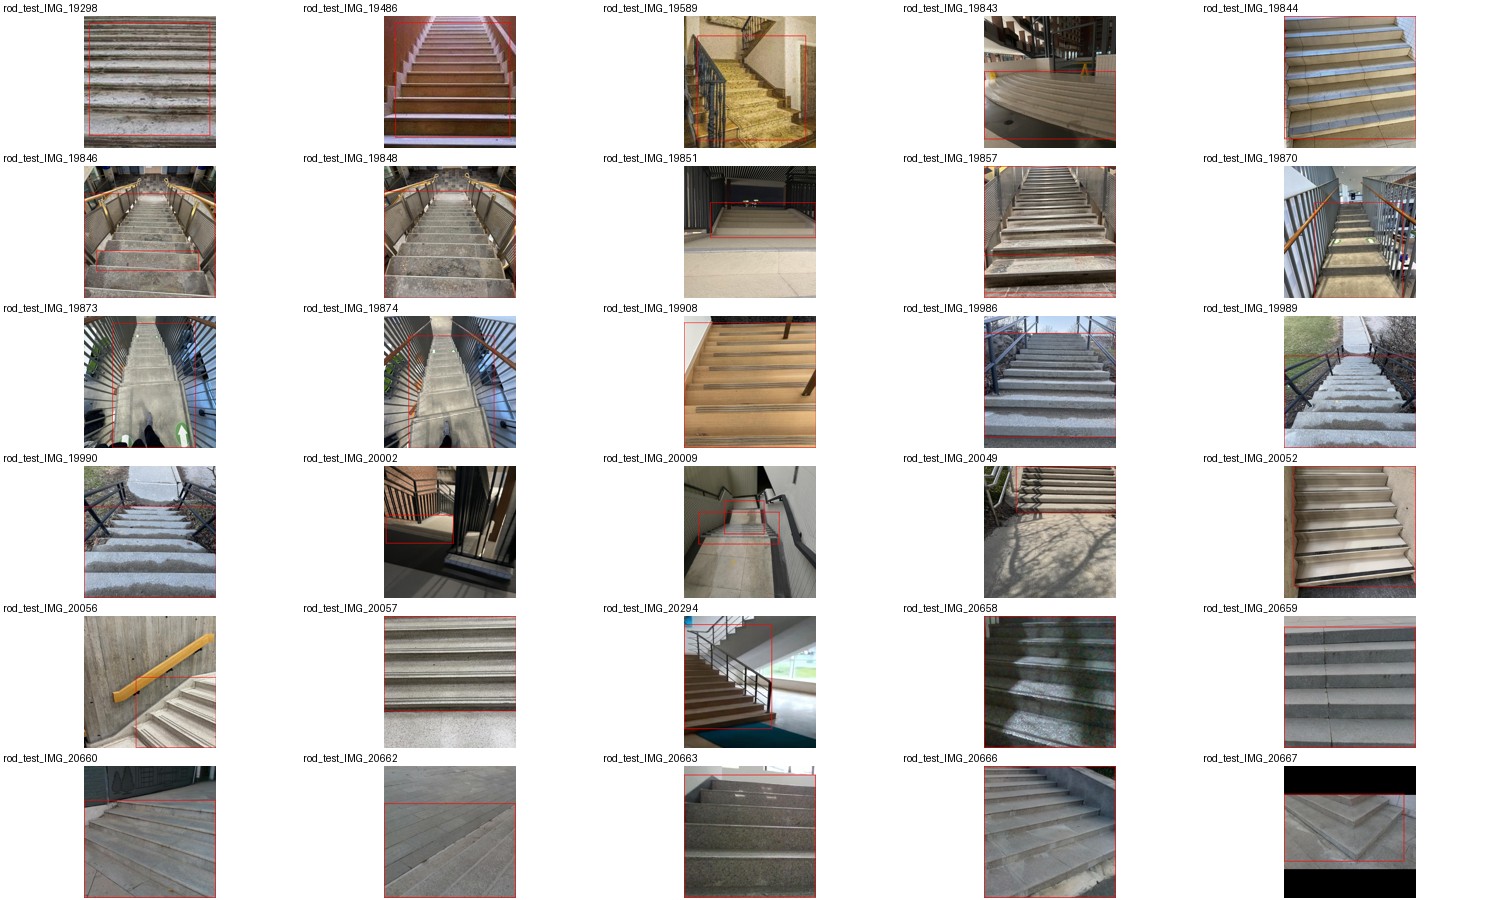 rod_test_IMG_19298
rod_test_IMG_19486
rod_test_IMG_19589
rod_test_IMG_19843
rod_test_IMG_19844
rod_test_IMG_19846
rod_test_IMG_19848
rod_test_IMG_19851
rod_test_IMG_19857
rod_test_IMG_19870
rod_test_IMG_19873
rod_test_IMG_19874
rod_test_IMG_19908
rod_test_IMG_19986
rod_test_IMG_19989
rod_test_IMG_19990
rod_test_IMG_20002
rod_test_IMG_20009
rod_test_IMG_20049
rod_test_IMG_20052
rod_test_IMG_20056
rod_test_IMG_20057
rod_test_IMG_20294
rod_test_IMG_20658
rod_test_IMG_20659
rod_test_IMG_20660
rod_test_IMG_20662
rod_test_IMG_20663
rod_test_IMG_20666
rod_test_IMG_20667